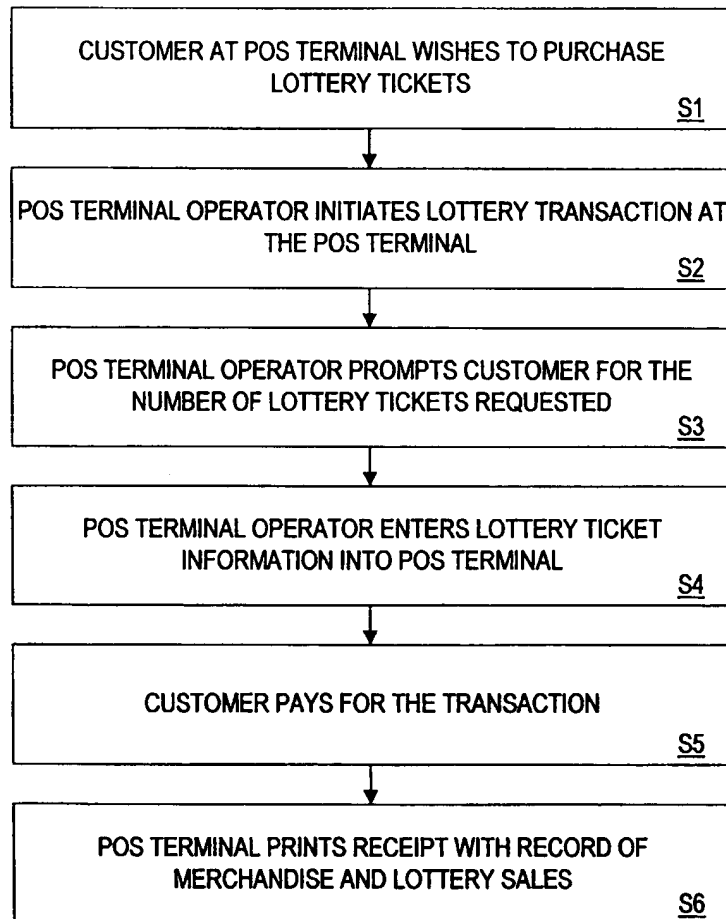 CUSTOMER AT POS TERMINAL WISHES TO PURCHASE
LOTTERY TICKETS
S1
POS TERMINAL OPERATOR INITIATES LOTTERY TRANSACTION AT
THE POS TERMINAL
S2
POS TERMINAL OPERATOR PROMPTS CUSTOMER FOR THE
NUMBER OF LOTTERY TICKETS REQUESTED
S3
POS TERMINAL OPERATOR ENTERS LOTTERY TICKET
INFORMATION INTO POS TERMINAL
S4
CUSTOMER PAYS FOR THE TRANSACTION
S5
POS TERMINAL PRINTS RECEIPT WITH RECORD OF
MERCHANDISE AND LOTTERY SALES
S6